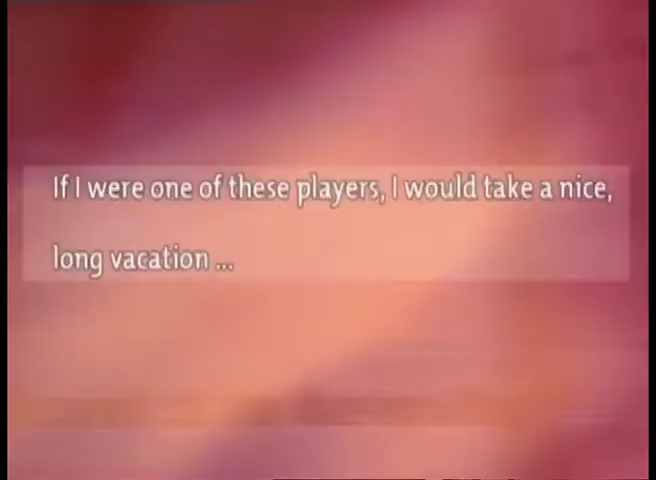 If I were one of these players, I would take a nice,
long vacation ...